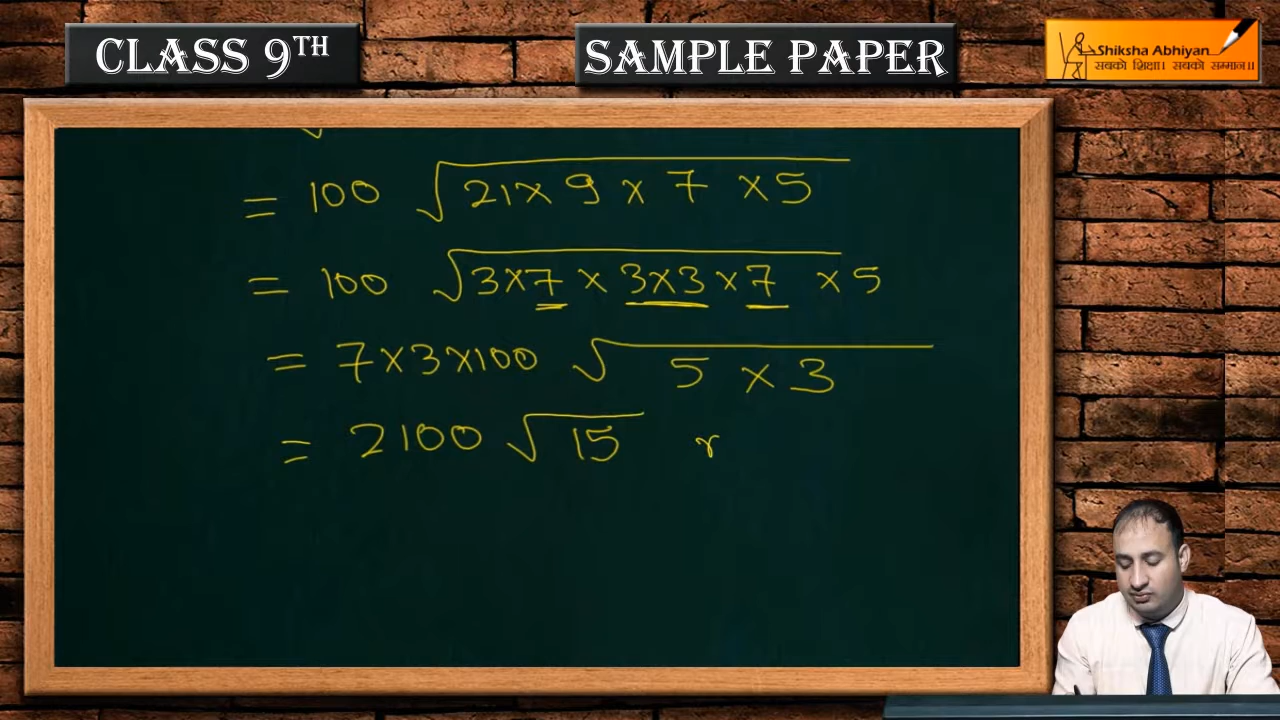 CLASS 9TH
SAMPLE PAPER
Shiksha Abhiyan
सबको शिक्षा। सबको सम्मान॥
= 100 √21 × 9 × 7 × 5
= 100 √3 × 7 × 3 × 3 × 7 × 5
= 7 × 3 × 100 √5 × 3
= 2100 √15